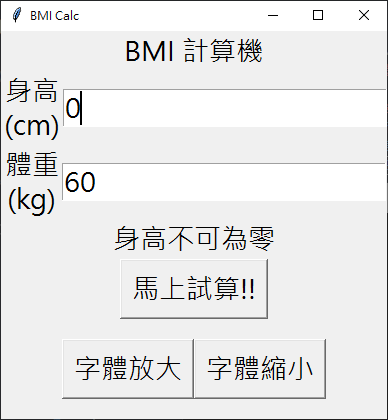 BMI Calc
BMI 計算機
身高
(cm)
0
體重
(kg)
60
身高不可為零
馬上試算!!
字體放大
字體縮小